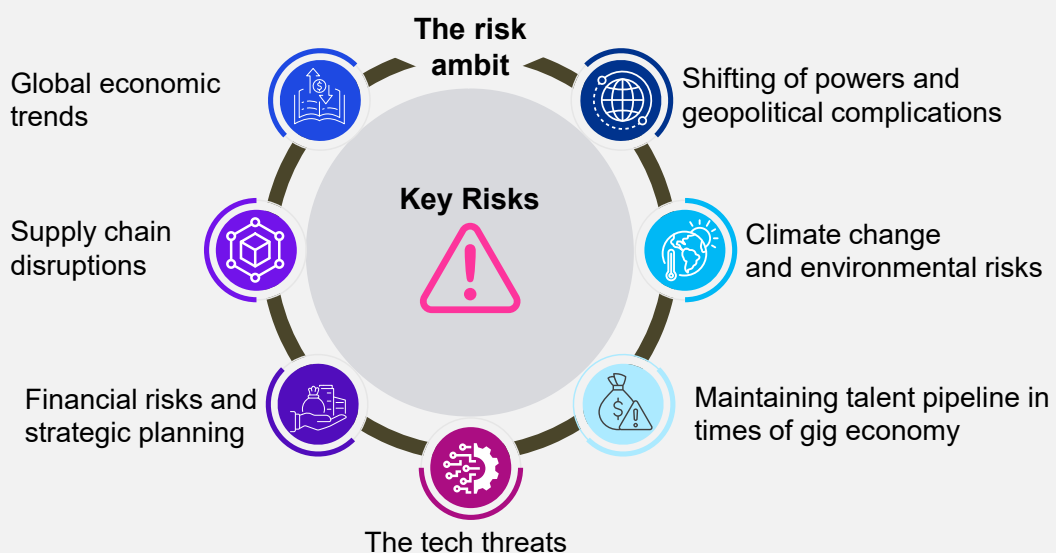 The risk
ambit
Global economic
trends
Shifting of powers and
geopolitical complications
Key Risks
Supply chain
disruptions
Climate change
and environmental risks
Financial risks and
strategic planning
Maintaining talent pipeline in
times of gig economy
The tech threats